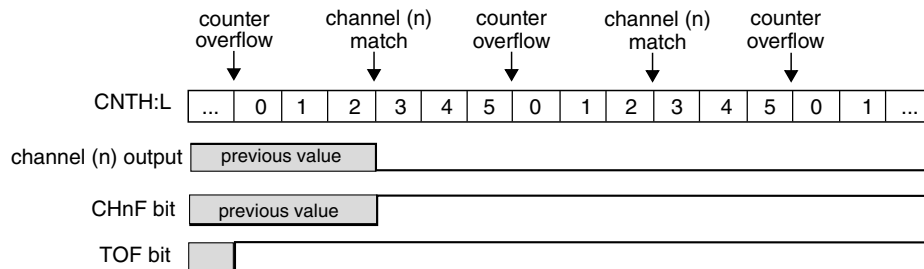 counter overflow channel (n) match counter overflow channel (n) match counter overflow
CNTH:L ... 0 1 2 3 4 5 0 1 2 3 4 5 0 1 ...
channel (n) output previous value
CHnF bit previous value
TOF bit